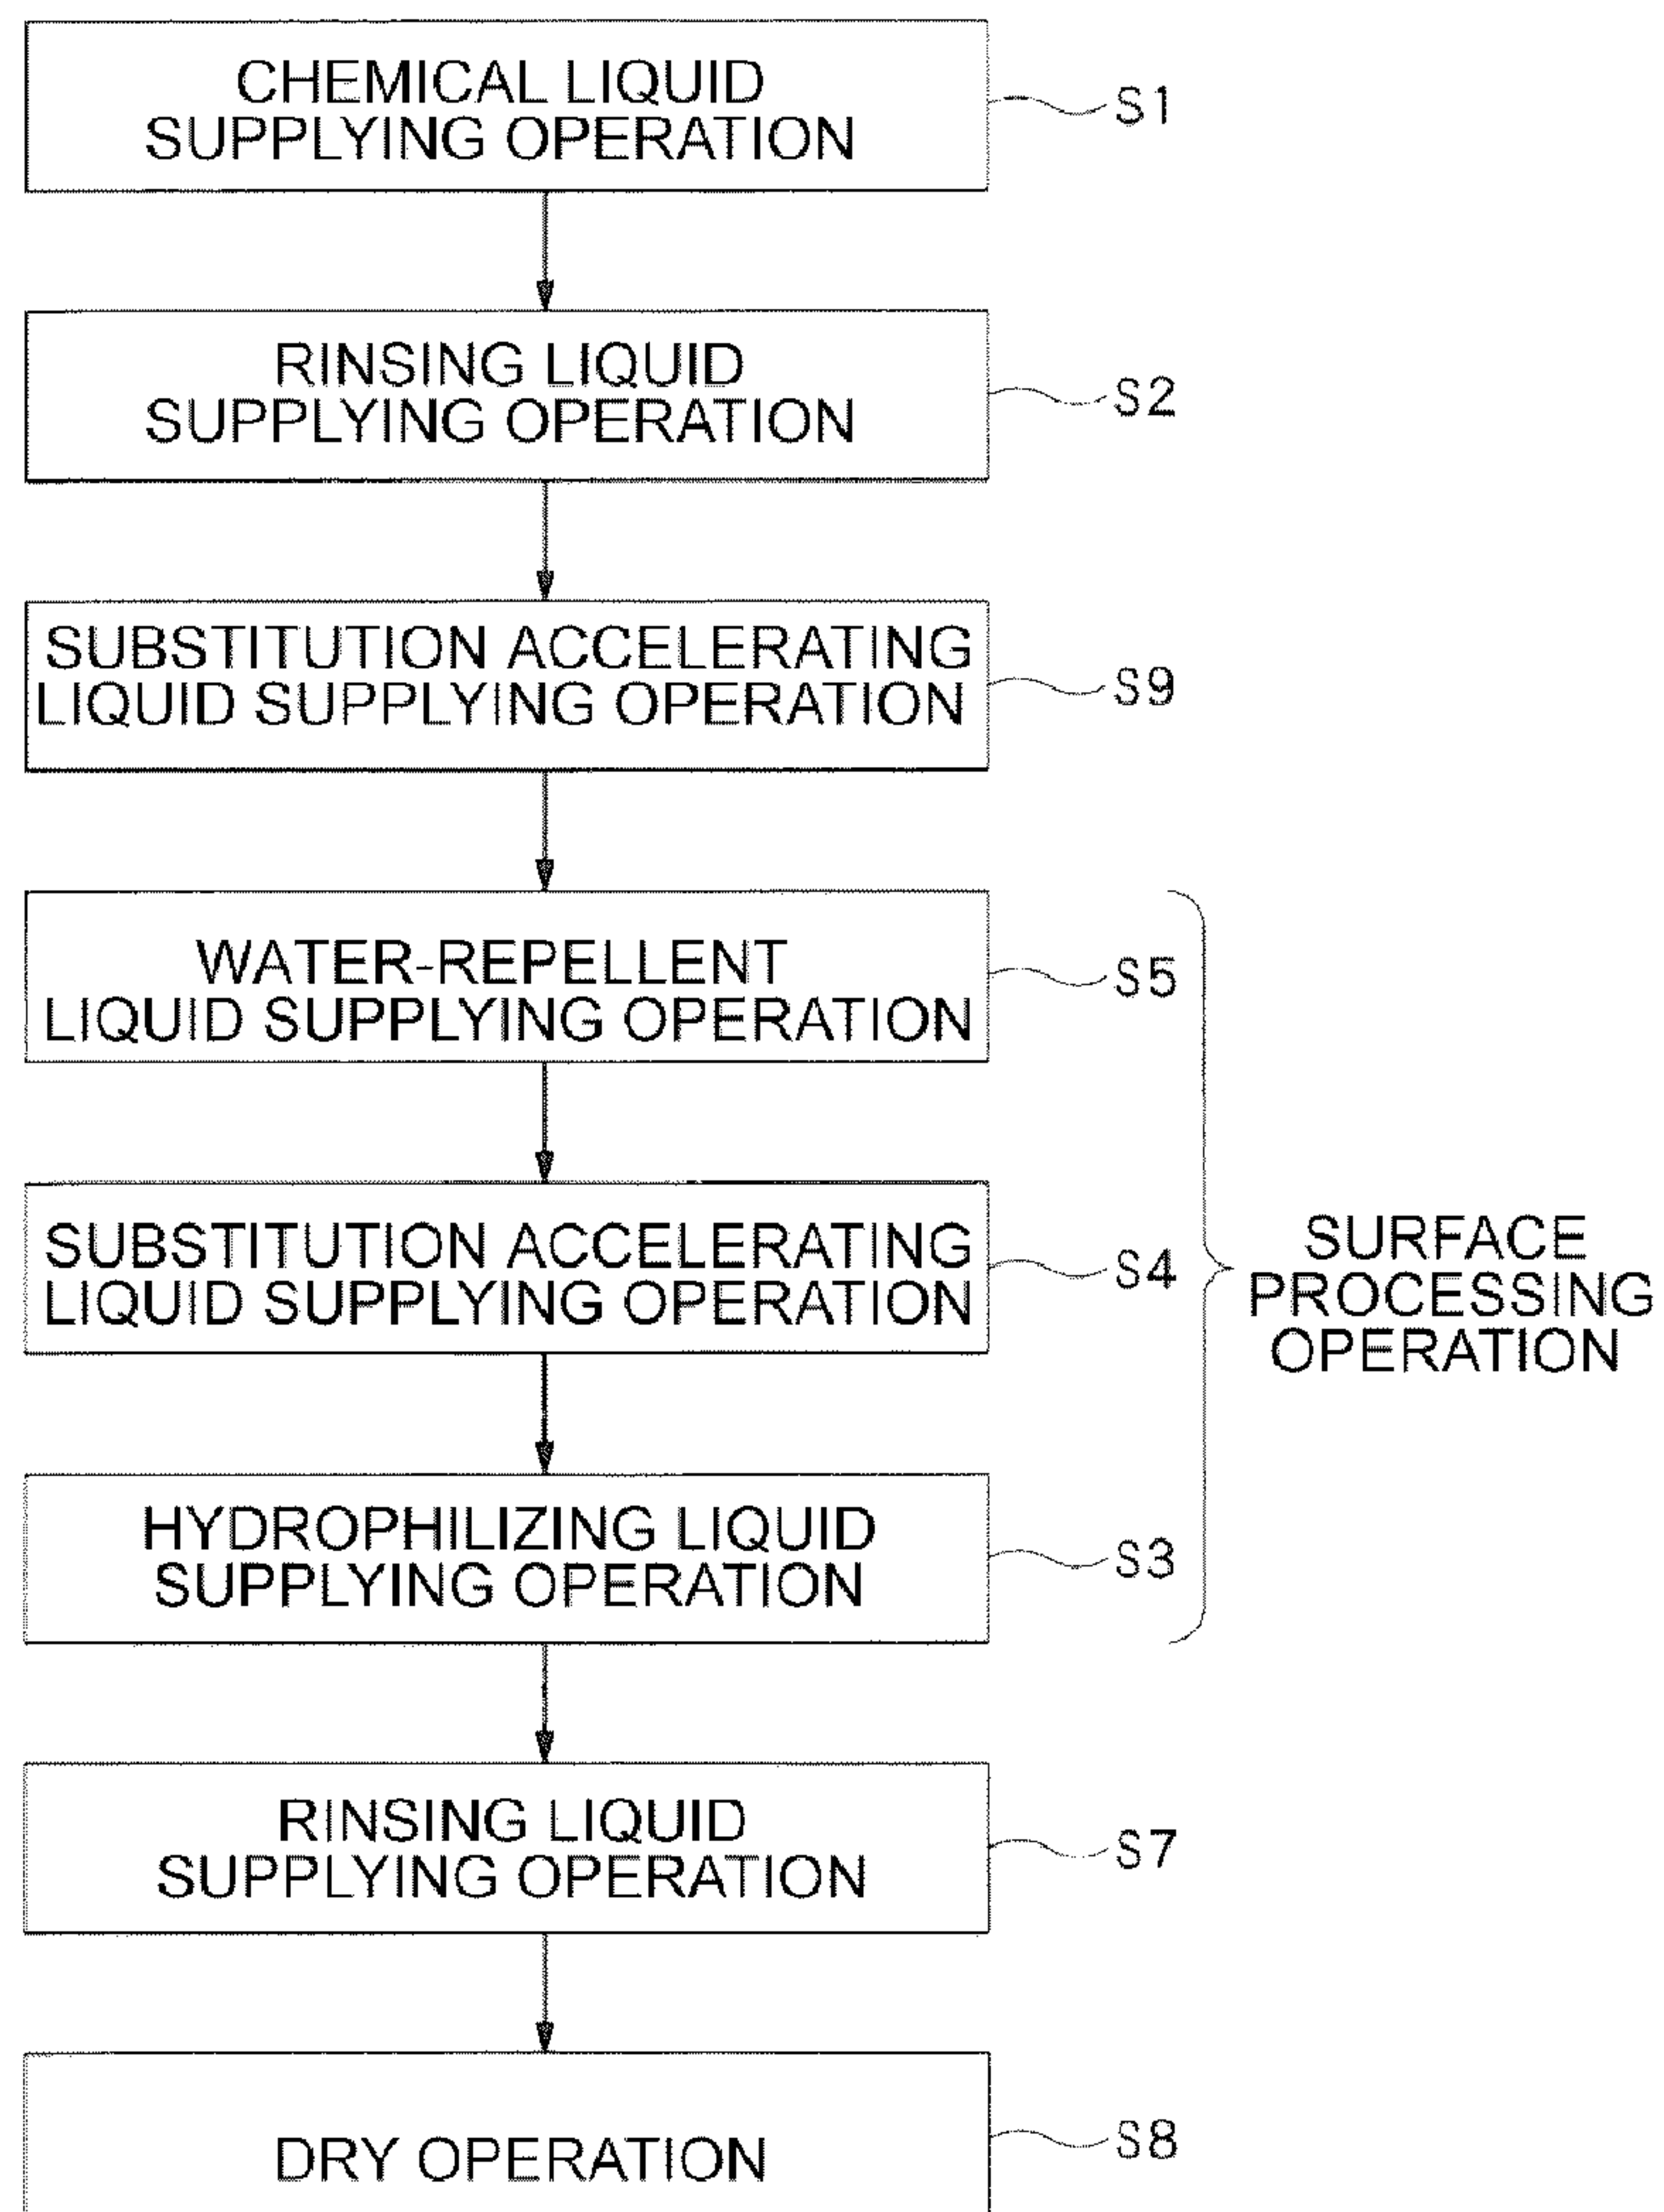 CHEMICAL LIQUID
SUPPLYING OPERATION
S1
RINSING LIQUID
SUPPLYING OPERATION
S2
SUBSTITUTION ACCELERATING
LIQUID SUPPLYING OPERATION
S9
WATER-REPELLENT
LIQUID SUPPLYING OPERATION
S5
SUBSTITUTION ACCELERATING
LIQUID SUPPLYING OPERATION
S4
SURFACE
PROCESSING
OPERATION
HYDROPHILIZING LIQUID
SUPPLYING OPERATION
S3
RINSING LIQUID
SUPPLYING OPERATION
S7
DRY OPERATION
S8